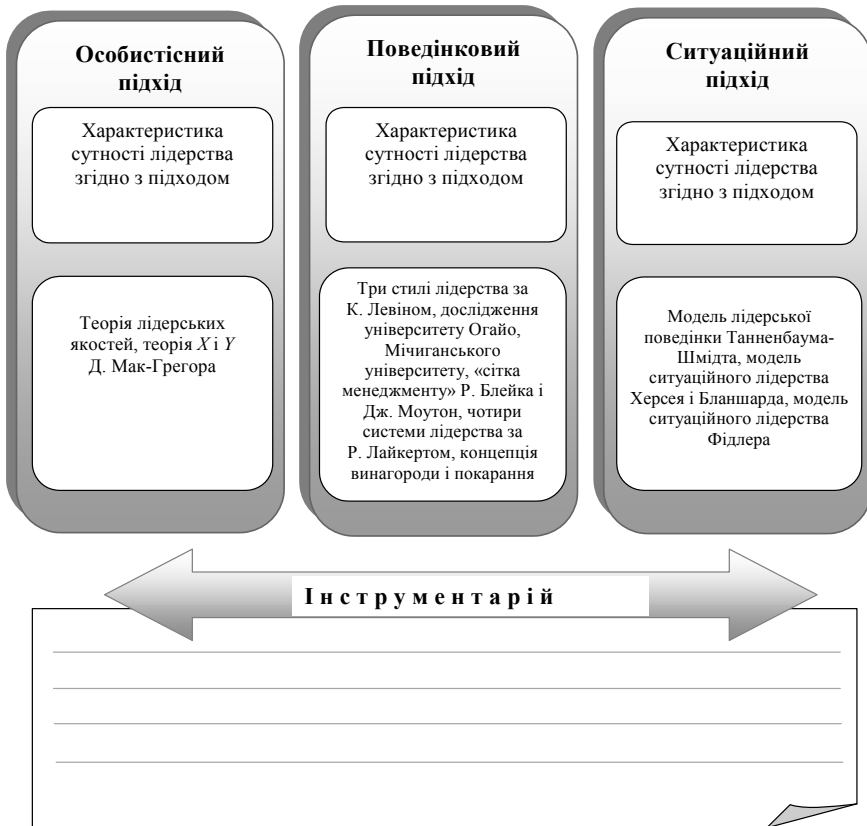 Особистісний
підхід
Характеристика
сутності лідерства
згідно з підходом
Теорія лідерських
якостей, теорія X і Y
Д. Мак-Грегора
Поведінковий
підхід
Характеристика
сутності лідерства
згідно з підходом
Три стилі лідерства за
К. Левіном, дослідження
університету Огайо,
Мічиганського
університету, «сітка
менеджменту» Р. Блейка і
Дж. Моутон, чотири
системи лідерства за
Р. Лайкертом, концепція
винагороди і покарання
Ситуаційний
підхід
Характеристика
сутності лідерства
згідно з підходом
Модель лідерської
поведінки Танненбаума-
Шмідта, модель
ситуаційного лідерства
Херсея і Бланшарда, модель
ситуаційного лідерства
Фідлера
Інструментарій